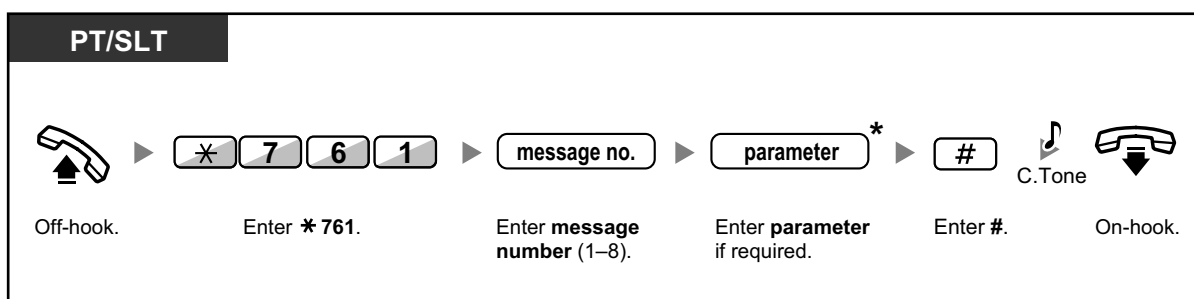 PT/SLT
✳ 7 6 1
message no.
parameter*
#
C.Tone
Off-hook.
Enter ✳ 761.
Enter message
number (1–8).
Enter parameter
if required.
Enter #.
On-hook.